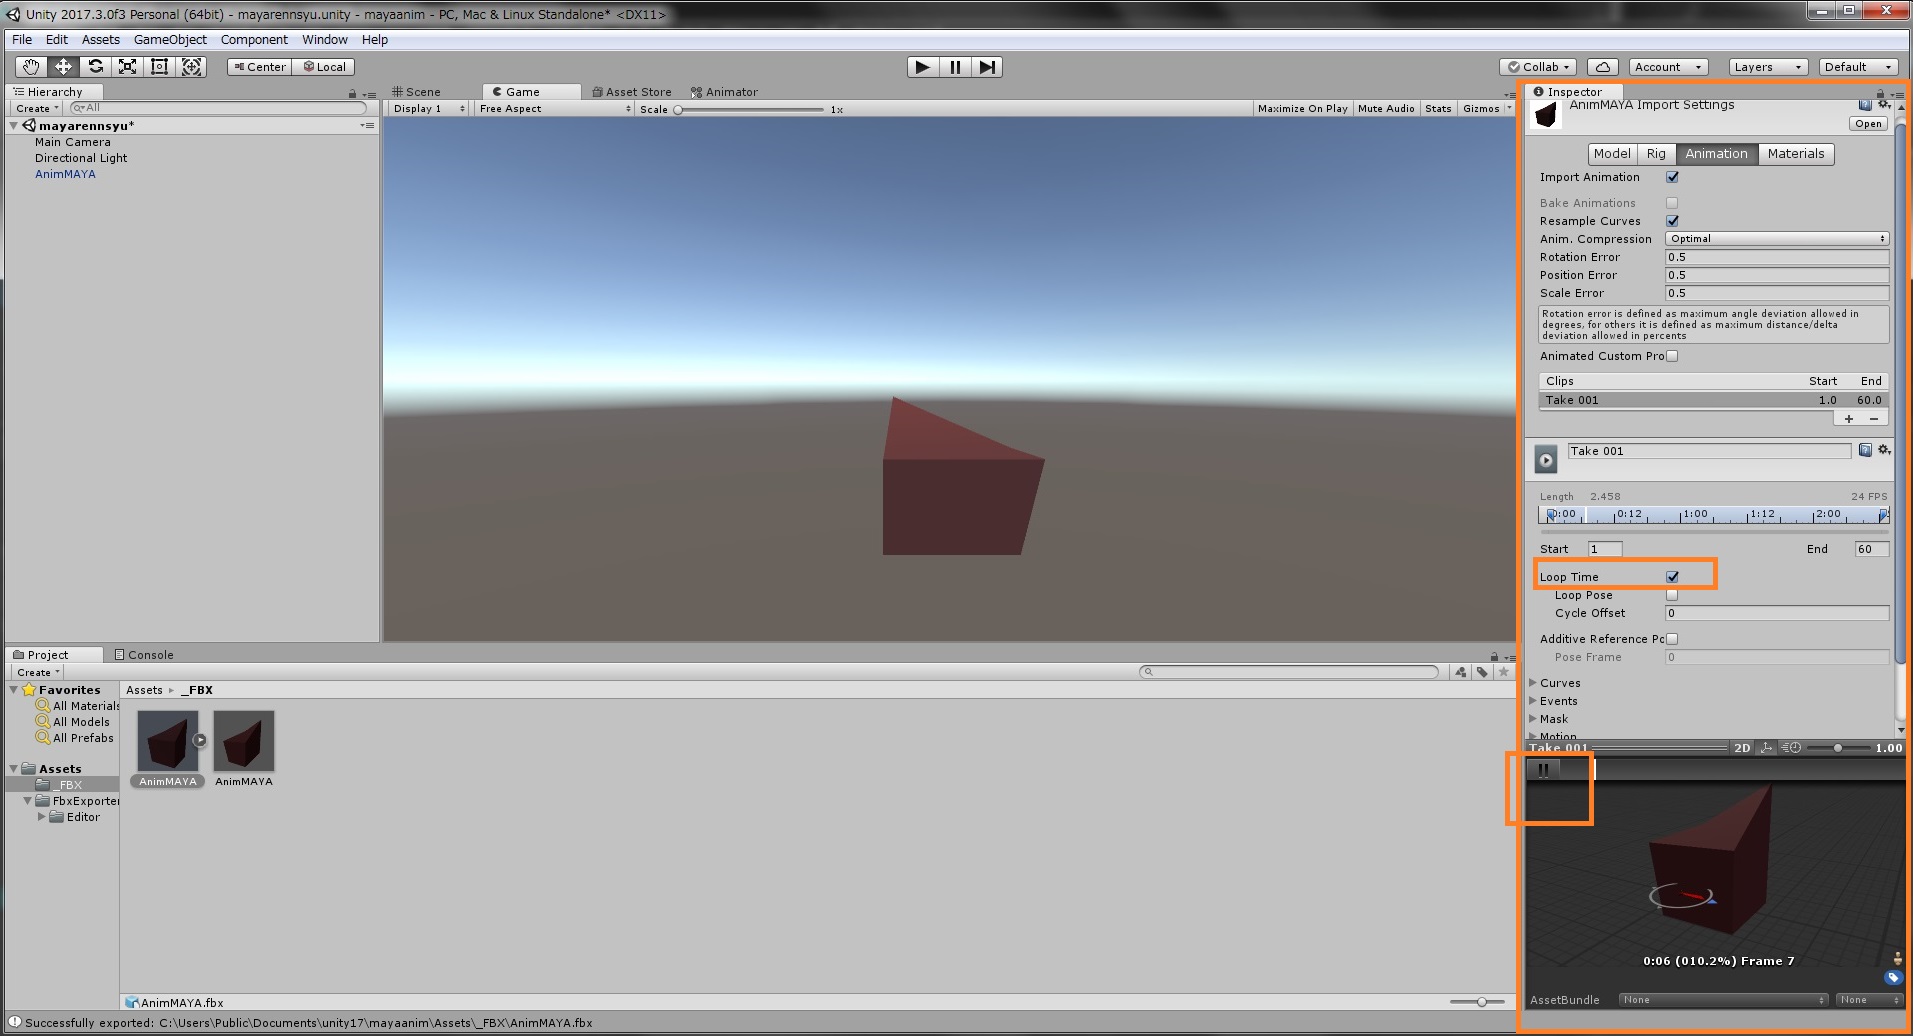 Unity 2017.3.0f3 Personal (64bit) - mayarennsyu.unity - mayaanim - PC, Mac & Linux Standalone* <DX11>
File Edit Assets GameObject Component Window Help
Center Local Collab Account Layers Default
Hierarchy
Create All
mayarennsyu*
Main Camera
Directional Light
AnimMAYA
Scene Game Asset Store Animator
Display 1 Free Aspect Scale 1x Maximize On Play Mute Audio Stats Gizmos
Inspector
AnimMAYA Import Settings
Open
Model Rig Animation Materials
Import Animation
Bake Animations
Resample Curves
Anim. Compression Optimal
Rotation Error 0.5
Position Error 0.5
Scale Error 0.5
Rotation error is defined as maximum angle deviation allowed in
degrees, for others it is defined as maximum distance/delta
deviation allowed in percents
Animated Custom Pro
Clips Start End
Take 001 1.0 60.0
+ −
Take 001
Length 2.458 24 FPS
0:00 0:12 1:00 1:12 2:00
Start 1 End 60
Loop Time
Loop Pose
Cycle Offset 0
Additive Reference Po
Pose Frame 0
Curves
Events
Mask
Motion
Take 001 2D 1.00
0:06 (010.2%) Frame 7
AssetBundle None None
Project Console
Create
Favorites
All Materials
All Models
All Prefabs
Assets
_FBX
FbxExporter
Editor
Assets ▸ _FBX
AnimMAYA AnimMAYA
AnimMAYA.fbx
Successfully exported: C:\Users\Public\Documents\unity17\mayaanim\Assets\_FBX\AnimMAYA.fbx